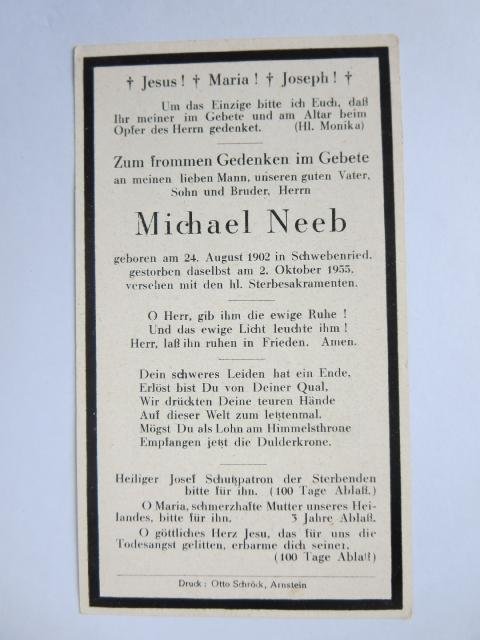 † Jesus! † Maria! † Joseph! †
Um das Einzige bitte ich Euch, daß
Ihr meiner im Gebete und am Altar beim
Opfer des Herrn gedenket. (Hl. Monika)
Zum frommen Gedenken im Gebete
an meinen lieben Mann, unseren guten Vater,
Sohn und Bruder, Herrn
Michael Neeb
geboren am 24. August 1902 in Schwebenried,
gestorben daselbst am 2. Oktober 1955,
versehen mit den hl. Sterbesakramenten.
O Herr, gib ihm die ewige Ruhe!
Und das ewige Licht leuchte ihm!
Herr, laß ihn ruhen in Frieden. Amen.
Dein schweres Leiden hat ein Ende,
Erlöst bist Du von Deiner Qual,
Wir drückten Deine teuren Hände
Auf dieser Welt zum letztenmal.
Mögst Du als Lohn am Himmelsthrone
Empfangen jetzt die Dulderkrone.
Heiliger Josef Schutzpatron der Sterbenden
bitte für ihn. (100 Tage Ablaß.)
O Maria, schmerzhafte Mutter unseres Hei-
landes, bitte für ihn. 3 Jahre Ablaß.
O göttliches Herz Jesu, das für uns die
Todesangst gelitten, erbarme dich seiner.
(100 Tage Ablaß)
Druck: Otto Schröck, Arnstein